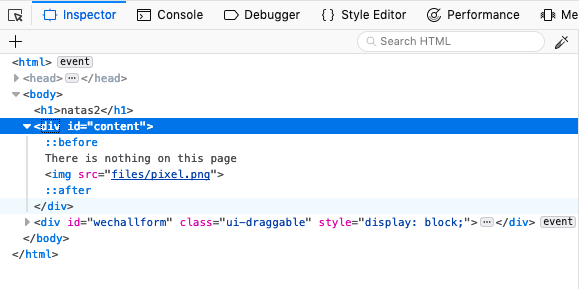 Inspector Console Debugger {} Style Editor Performance Me
+ Search HTML
<html> event
<head> ... </head>
<body>
<h1>natas2</h1>
<div id="content">
::before
There is nothing on this page
<img src="files/pixel.png">
::after
</div>
<div id="wechallform" class="ui-draggable" style="display: block;"> ... </div> event
</body>
</html>